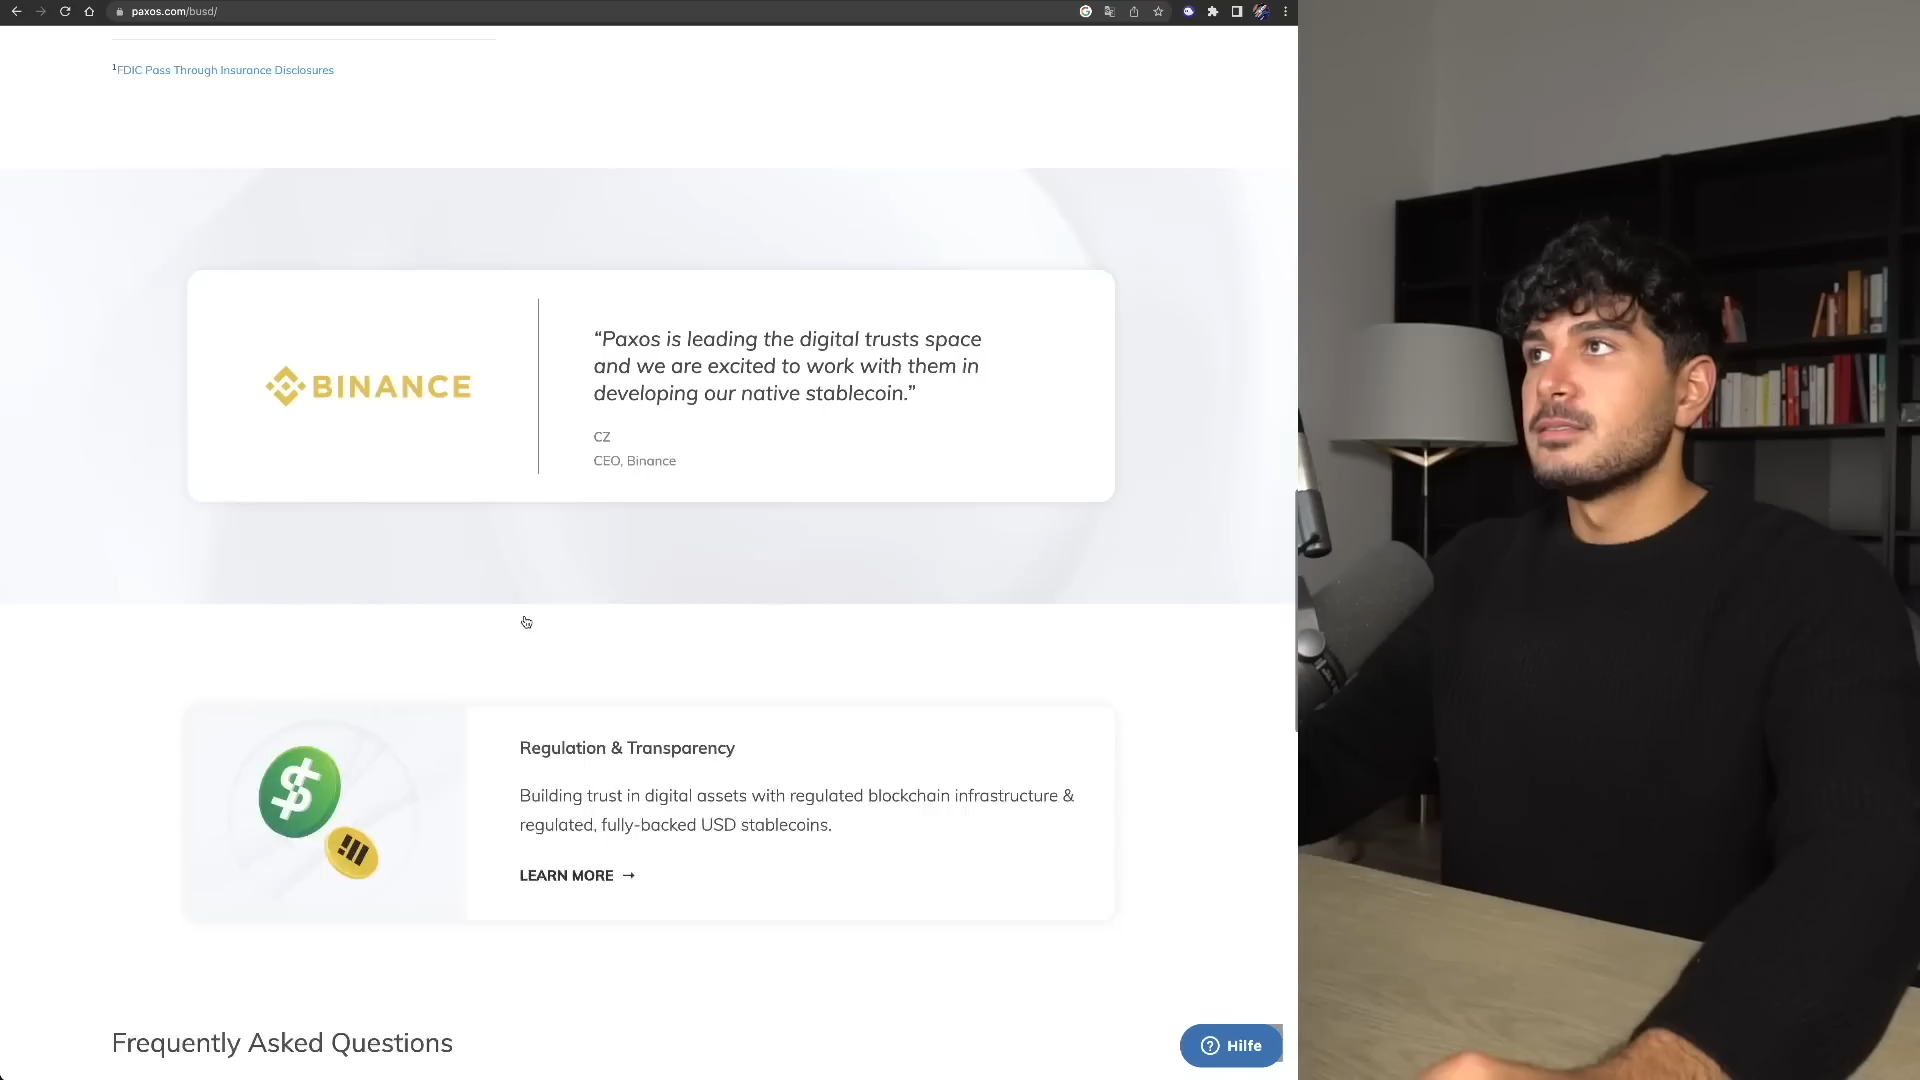 paxos.com/busd/
¹FDIC Pass Through Insurance Disclosures
BINANCE
“Paxos is leading the digital trusts space
and we are excited to work with them in
developing our native stablecoin.”
CZ
CEO, Binance
Regulation & Transparency
Building trust in digital assets with regulated blockchain infrastructure &
regulated, fully-backed USD stablecoins.
LEARN MORE →
Frequently Asked Questions
Hilfe